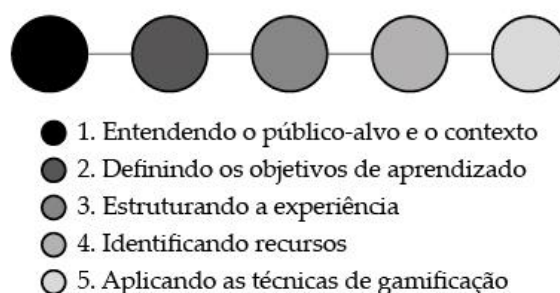 1. Entendendo o público-alvo e o contexto
2. Definindo os objetivos de aprendizado
3. Estruturando a experiência
4. Identificando recursos
5. Aplicando as técnicas de gamificação